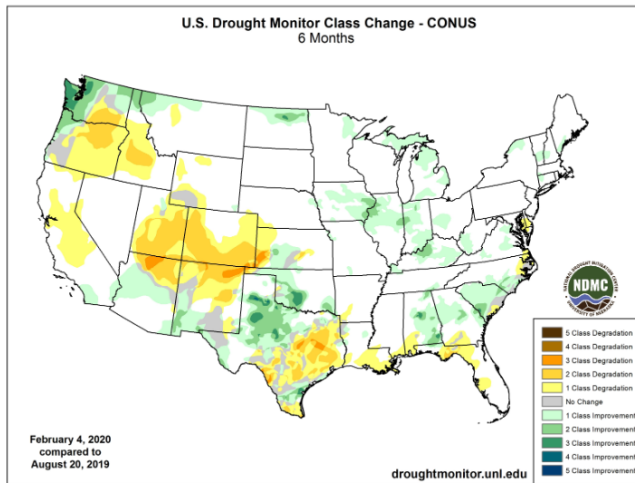 U.S. Drought Monitor Class Change - CONUS
6 Months
NDMC
5 Class Degradation
4 Class Degradation
3 Class Degradation
2 Class Degradation
1 Class Degradation
No Change
1 Class Improvement
2 Class Improvement
3 Class Improvement
4 Class Improvement
5 Class Improvement
February 4, 2020
compared to
August 20, 2019
droughtmonitor.unl.edu